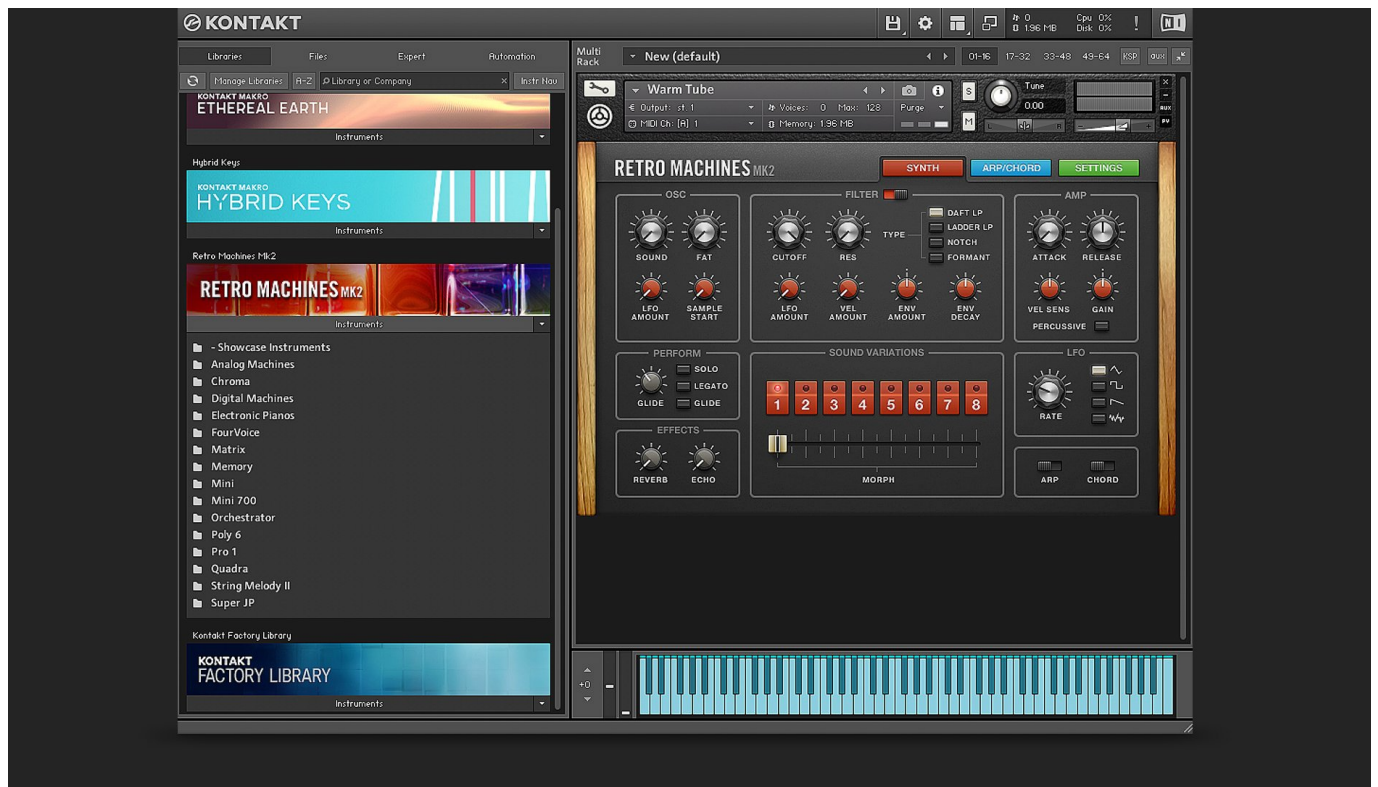 KONTAKT
0
1.96 MB
Cpu 0%
Disk 0%
!
NI
Libraries
Files
Expert
Automation
Manage Libraries
A-Z
Library or Company
×
Instr Nav
KONTAKT MAKRO
ETHEREAL EARTH
Instruments
Hybrid Keys
KONTAKT MAKRO
HYBRID KEYS
Instruments
Retro Machines Mk2
RETRO MACHINES MK2
Instruments
- Showcase Instruments
Analog Machines
Chroma
Digital Machines
Electronic Pianos
FourVoice
Matrix
Memory
Mini
Mini 700
Orchestrator
Poly 6
Pro 1
Quadra
String Melody II
Super JP
Kontakt Factory Library
KONTAKT
FACTORY LIBRARY
Instruments
Multi
Rack
New (default)
01-16
17-32
33-48
49-64
KSP
aux
Warm Tube
Output: st. 1
Voices: 0 Max: 128
Purge
MIDI Ch: [A] 1
Memory: 1.96 MB
S
M
Tune
0.00
L
R
AUX
PV
RETRO MACHINES MK2
SYNTH
ARP/CHORD
SETTINGS
OSC
SOUND
FAT
LFO
AMOUNT
SAMPLE
START
FILTER
CUTOFF
RES
TYPE
DAFT LP
LADDER LP
NOTCH
FORMANT
LFO
AMOUNT
VEL
AMOUNT
ENV
AMOUNT
ENV
DECAY
AMP
ATTACK
RELEASE
VEL SENS
GAIN
PERCUSSIVE
PERFORM
SOLO
LEGATO
GLIDE
GLIDE
SOUND VARIATIONS
1 2 3 4 5 6 7 8
MORPH
LFO
RATE
EFFECTS
REVERB
ECHO
ARP
CHORD
+0